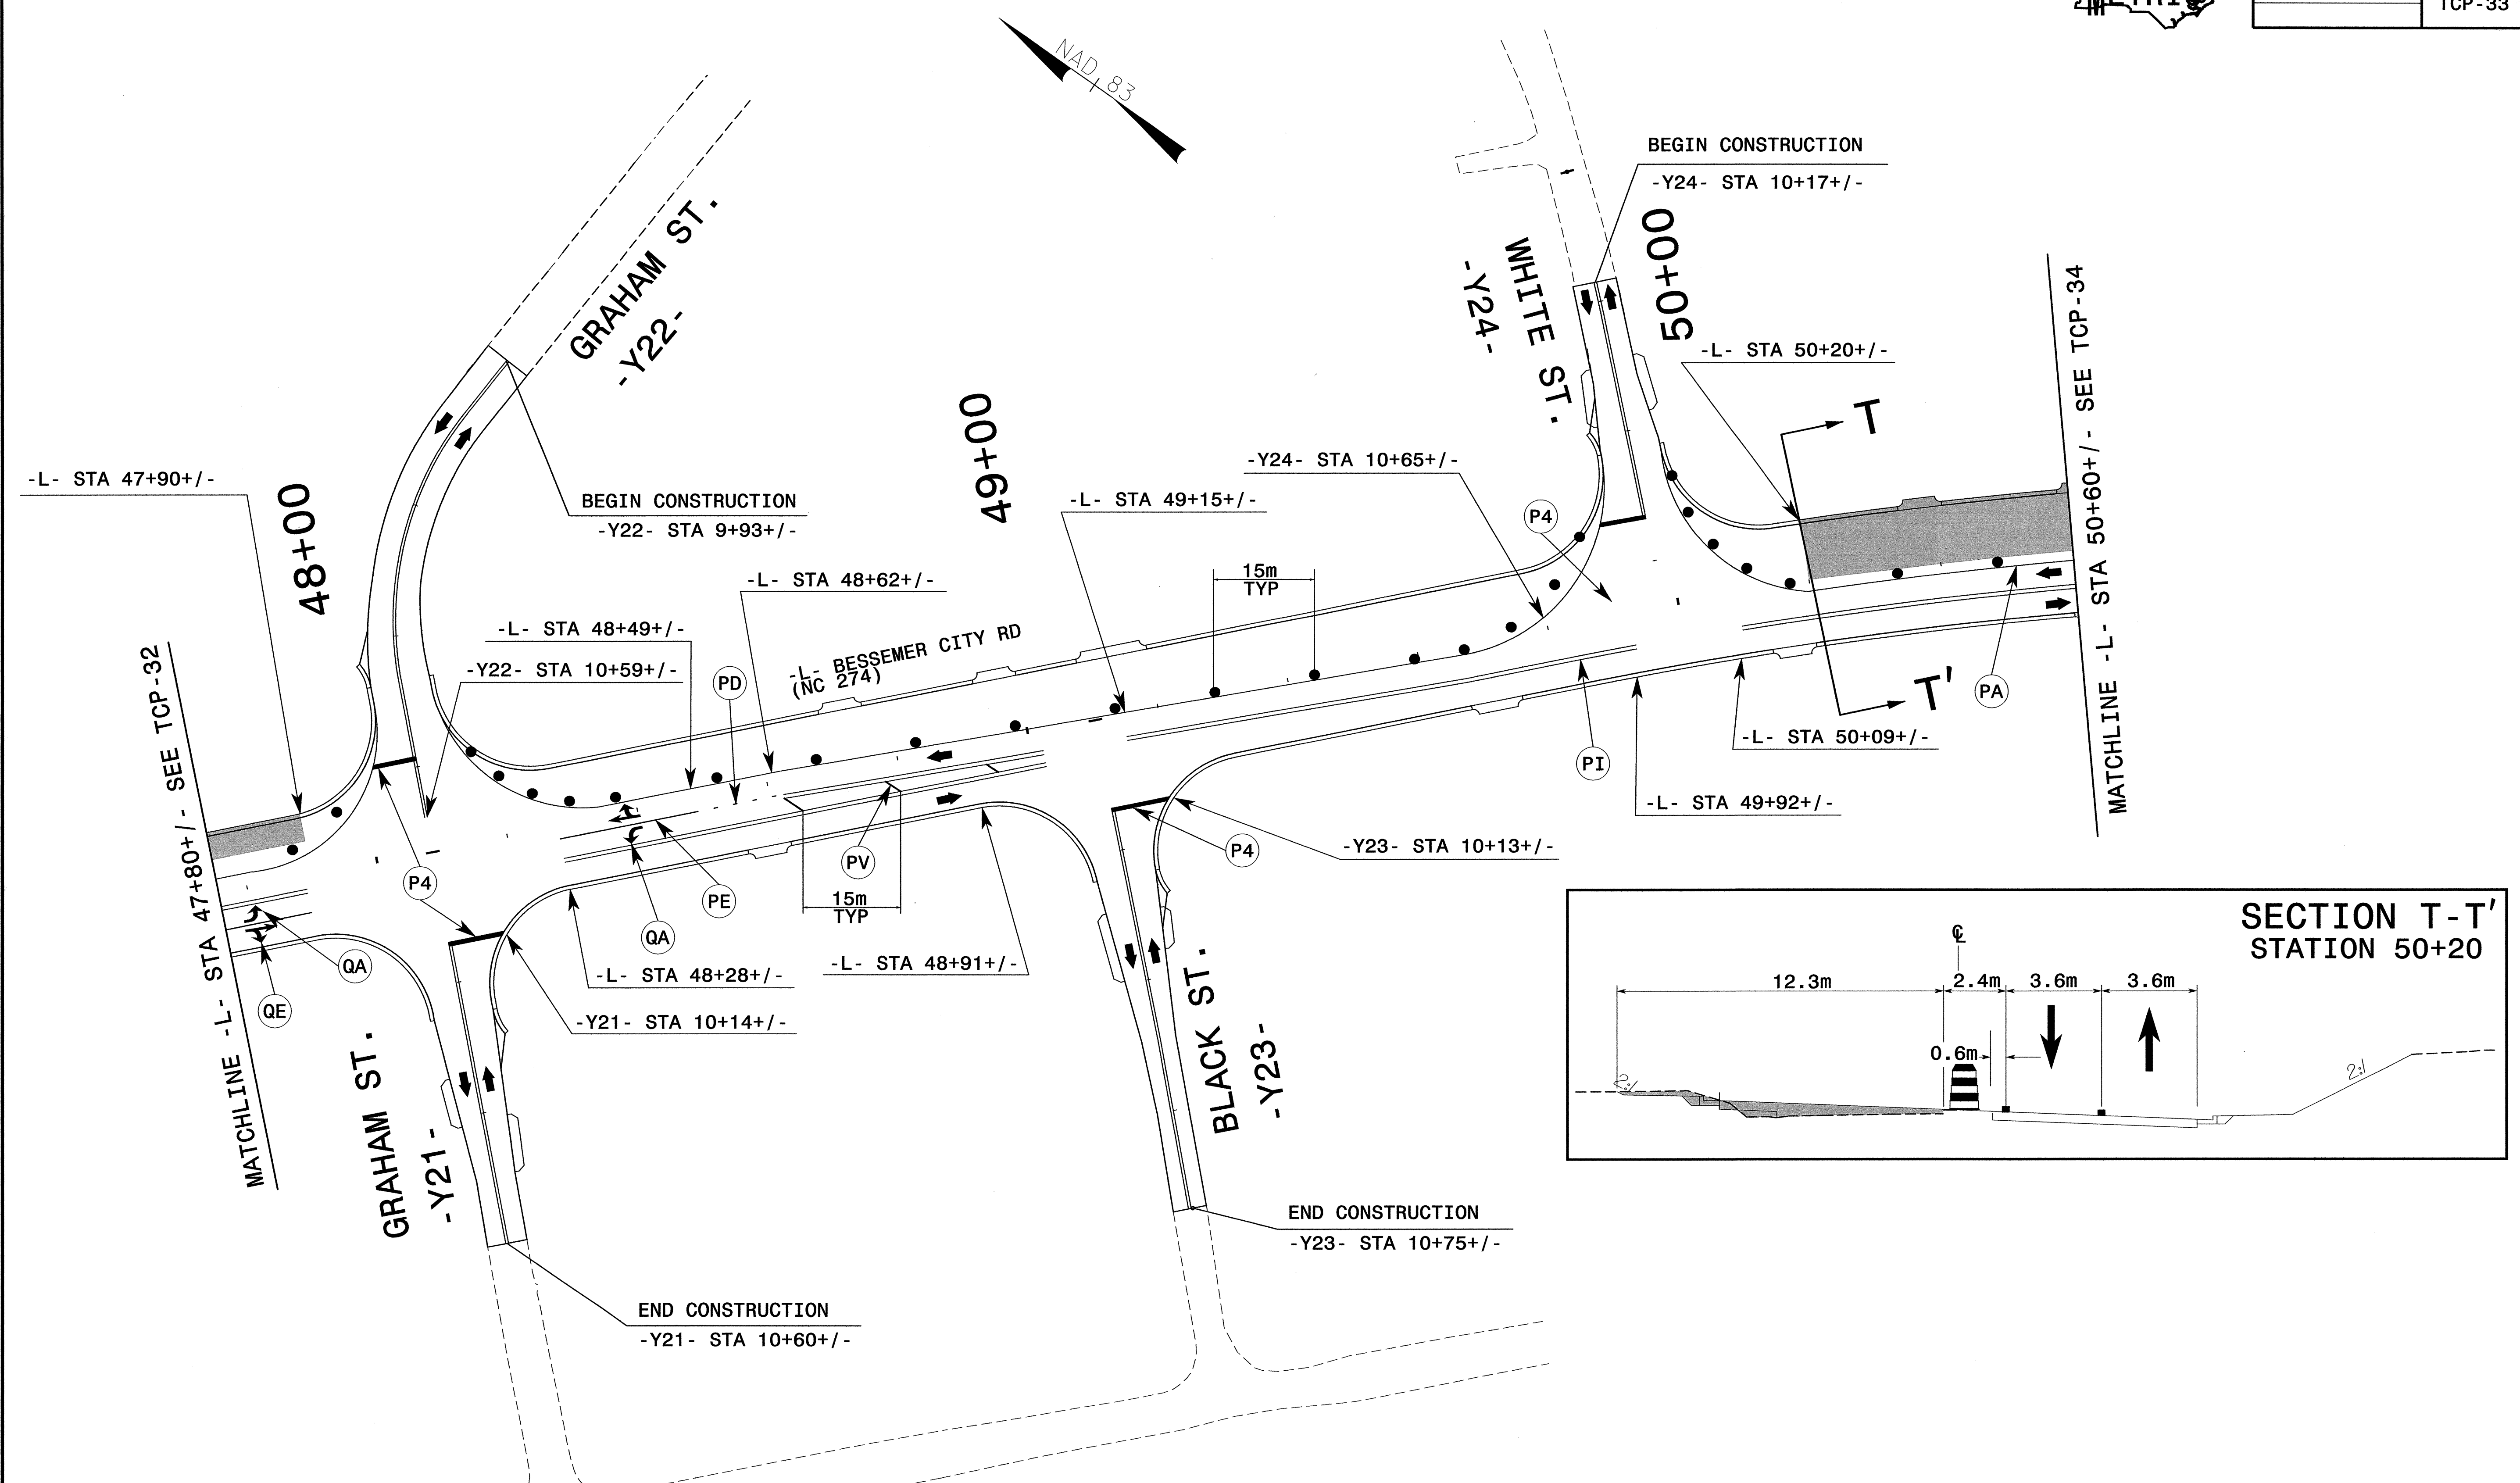 TCP-33
NAD 83
BEGIN CONSTRUCTION
-Y24- STA 10+17+/-
GRAHAM ST.
-Y22-
WHITE ST.
-Y24-
50+00
-L- STA 50+20+/-
T
MATCHLINE -L- STA 50+60+/- SEE TCP-34
-L- STA 47+90+/-
48+00
BEGIN CONSTRUCTION
-Y22- STA 9+93+/-
49+00
-Y24- STA 10+65+/-
-L- STA 49+15+/-
P4
15m
TYP
-L- STA 48+62+/-
-L- STA 48+49+/-
-Y22- STA 10+59+/-
PD
-L- BESSEMER CITY RD
(NC 274)
T'
PA
PI
-L- STA 50+09+/-
-L- STA 49+92+/-
MATCHLINE -L- STA 47+80+/- SEE TCP-32
P4
PV
PE
15m
TYP
P4
-Y23- STA 10+13+/-
QA
QA
QE
-L- STA 48+28+/-
-L- STA 48+91+/-
-Y21- STA 10+14+/-
GRAHAM ST.
-Y21-
BLACK ST.
-Y23-
SECTION T-T'
STATION 50+20
CL
12.3m
2.4m
3.6m
3.6m
0.6m
2:1
2:1
END CONSTRUCTION
-Y23- STA 10+75+/-
END CONSTRUCTION
-Y21- STA 10+60+/-